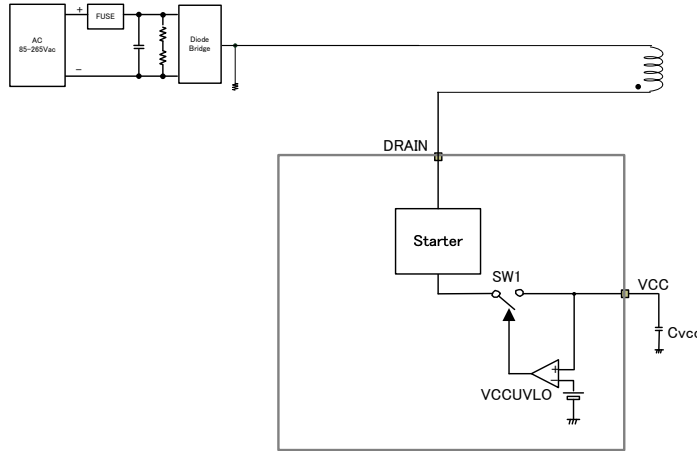 +
FUSE
AC
85-265Vac
Diode
Bridge
−
DRAIN
Starter
SW1
VCC
Cvcc
+
−
VCCUVLO